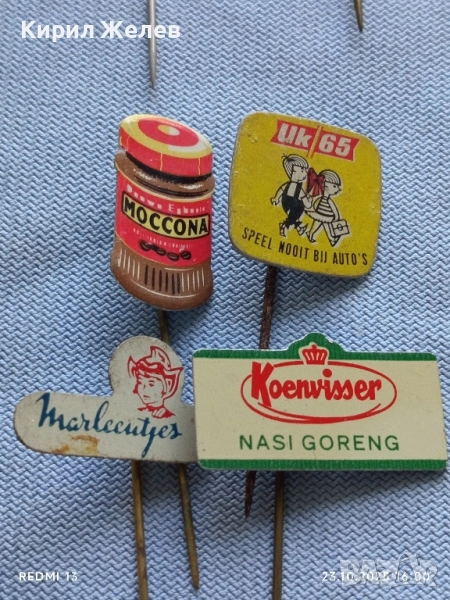 Кирил Желев
Douwe Egberts
MOCCONA
Uk 65
SPEEL NOOIT BIJ AUTO'S
Marleentjes
Koenvisser
NASI GORENG
REDMI 13